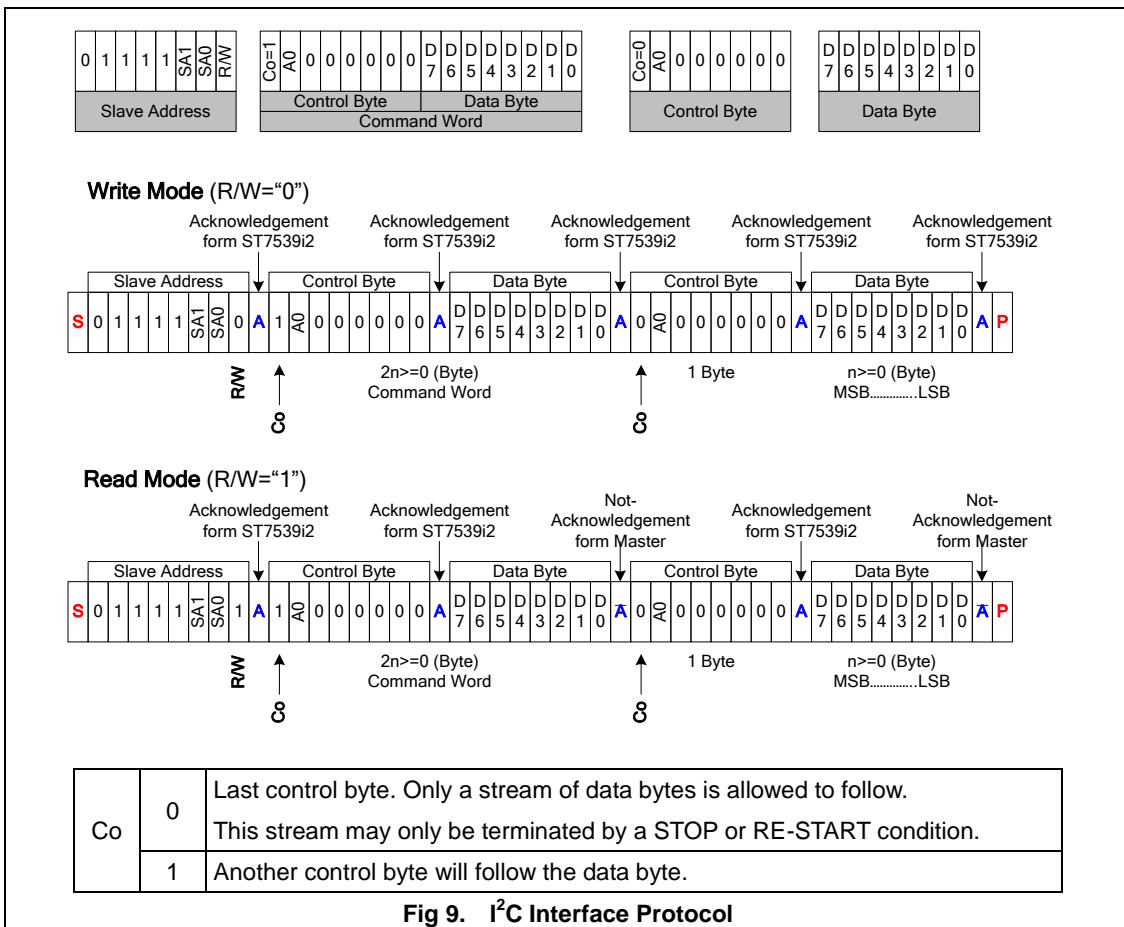 0 1 1 1 1 SA1 SA0 R/W Co=1 A0 0 0 0 0 0 0 D7 D6 D5 D4 D3 D2 D1 D0 Co=0 A0 0 0 0 0 0 0 D7 D6 D5 D4 D3 D2 D1 D0
Slave Address Control Byte Data Byte Control Byte Data Byte
Command Word
Write Mode (R/W="0")
Acknowledgement form ST7539i2 Acknowledgement form ST7539i2 Acknowledgement form ST7539i2 Acknowledgement form ST7539i2 Acknowledgement form ST7539i2
Slave Address Control Byte Data Byte Control Byte Data Byte
S 0 1 1 1 1 SA1 SA0 0 A 1 A0 0 0 0 0 0 0 A D7 D6 D5 D4 D3 D2 D1 D0 A 0 A0 0 0 0 0 0 0 A D7 D6 D5 D4 D3 D2 D1 D0 A P
R/W 2n>=0 (Byte) 1 Byte n>=0 (Byte)
Command Word MSB..............LSB
Co Co
Read Mode (R/W="1")
Acknowledgement form ST7539i2 Acknowledgement form ST7539i2 Not-Acknowledgement form Master Acknowledgement form ST7539i2 Not-Acknowledgement form Master
Slave Address Control Byte Data Byte Control Byte Data Byte
S 0 1 1 1 1 SA1 SA0 1 A 1 A0 0 0 0 0 0 0 A D7 D6 D5 D4 D3 D2 D1 D0 A̅ 0 A0 0 0 0 0 0 0 A D7 D6 D5 D4 D3 D2 D1 D0 A̅ P
R/W 2n>=0 (Byte) 1 Byte n>=0 (Byte)
Command Word MSB..............LSB
Co Co
Co 0 Last control byte. Only a stream of data bytes is allowed to follow.
This stream may only be terminated by a STOP or RE-START condition.
1 Another control byte will follow the data byte.
Fig 9. I²C Interface Protocol